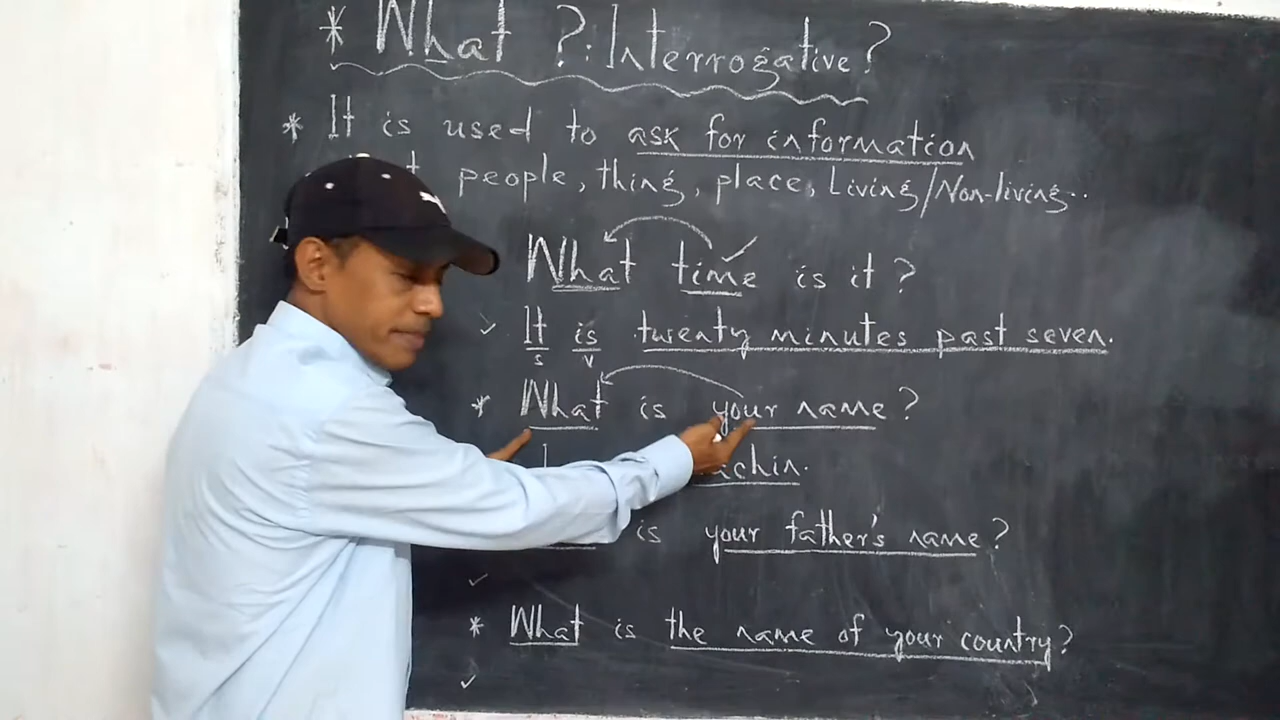 * What ?: Interrogative?
* It is used to ask for information
people, thing, place, Living/Non-living..
What time is it?
It is twenty minutes past seven.
s v
* What is your name?
is your father's name?
* What is the name of your country?